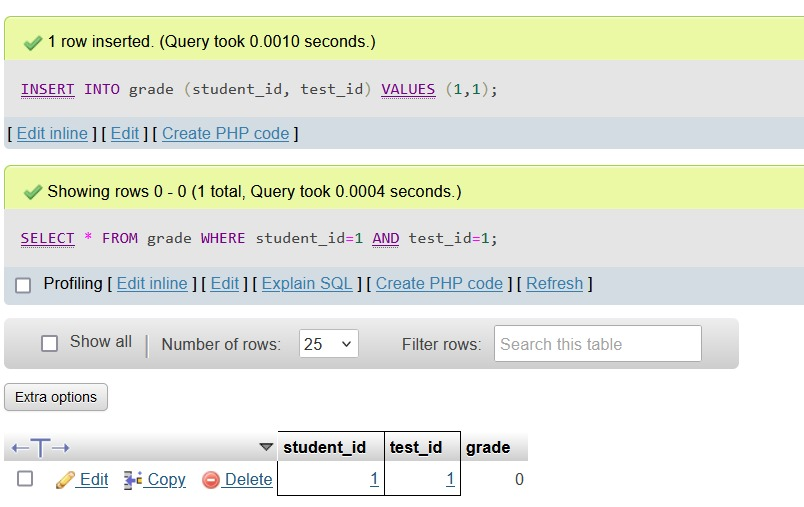 1 row inserted. (Query took 0.0010 seconds.)
INSERT INTO grade (student_id, test_id) VALUES (1,1);
[ Edit inline ] [ Edit ] [ Create PHP code ]
Showing rows 0 - 0 (1 total, Query took 0.0004 seconds.)
SELECT * FROM grade WHERE student_id=1 AND test_id=1;
Profiling [ Edit inline ] [ Edit ] [ Explain SQL ] [ Create PHP code ] [ Refresh ]
Show all | Number of rows: 25 Filter rows: Search this table
Extra options
←T→ student_id test_id grade
Edit Copy Delete 1 1 0